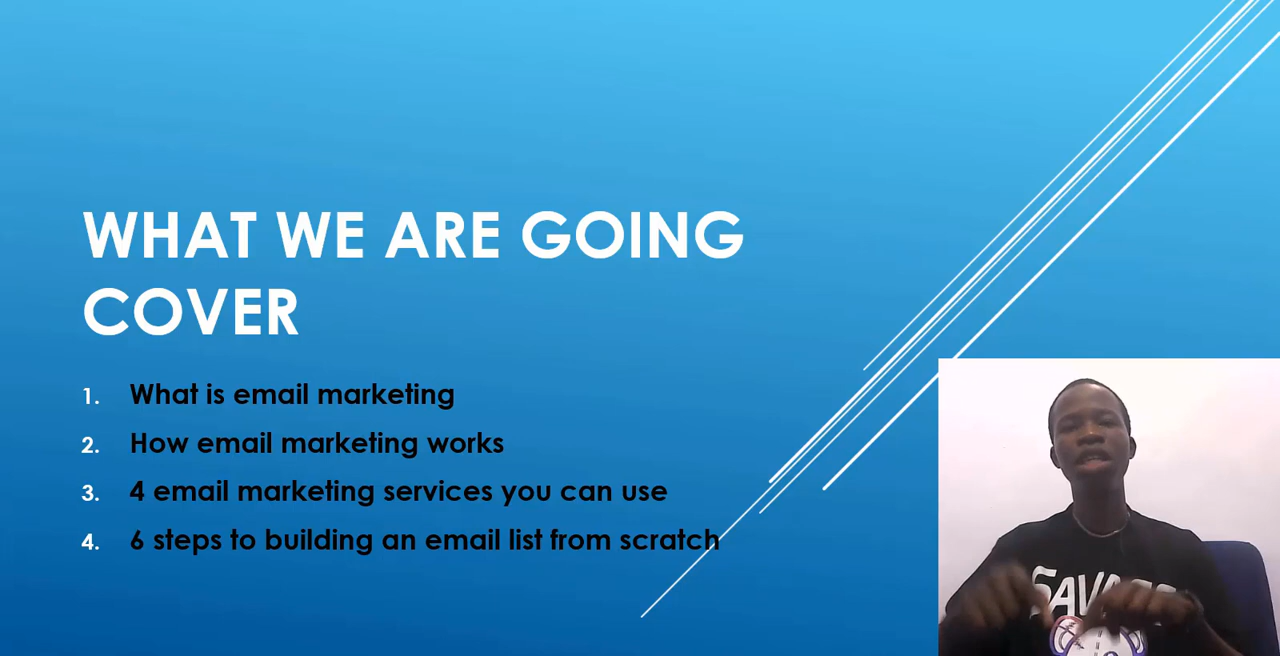 WHAT WE ARE GOING
COVER
1. What is email marketing
2. How email marketing works
3. 4 email marketing services you can use
4. 6 steps to building an email list from scratch